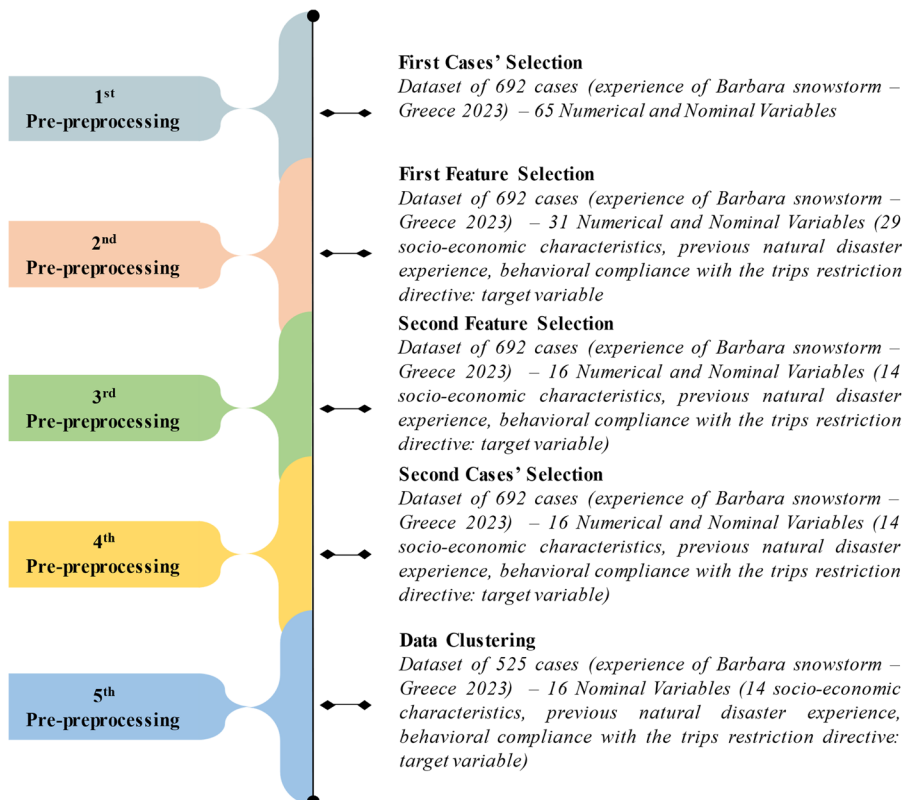 1st
Pre-preprocessing
First Cases’ Selection
Dataset of 692 cases (experience of Barbara snowstorm –
Greece 2023) – 65 Numerical and Nominal Variables
2nd
Pre-preprocessing
First Feature Selection
Dataset of 692 cases (experience of Barbara snowstorm –
Greece 2023) – 31 Numerical and Nominal Variables (29
socio-economic characteristics, previous natural disaster
experience, behavioral compliance with the trips restriction
directive: target variable
3rd
Pre-preprocessing
Second Feature Selection
Dataset of 692 cases (experience of Barbara snowstorm –
Greece 2023) – 16 Numerical and Nominal Variables (14
socio-economic characteristics, previous natural disaster
experience, behavioral compliance with the trips restriction
directive: target variable)
4th
Pre-preprocessing
Second Cases’ Selection
Dataset of 692 cases (experience of Barbara snowstorm –
Greece 2023) – 16 Numerical and Nominal Variables (14
socio-economic characteristics, previous natural disaster
experience, behavioral compliance with the trips restriction
directive: target variable)
5th
Pre-preprocessing
Data Clustering
Dataset of 525 cases (experience of Barbara snowstorm –
Greece 2023) – 16 Nominal Variables (14 socio-economic
characteristics, previous natural disaster experience,
behavioral compliance with the trips restriction directive:
target variable)